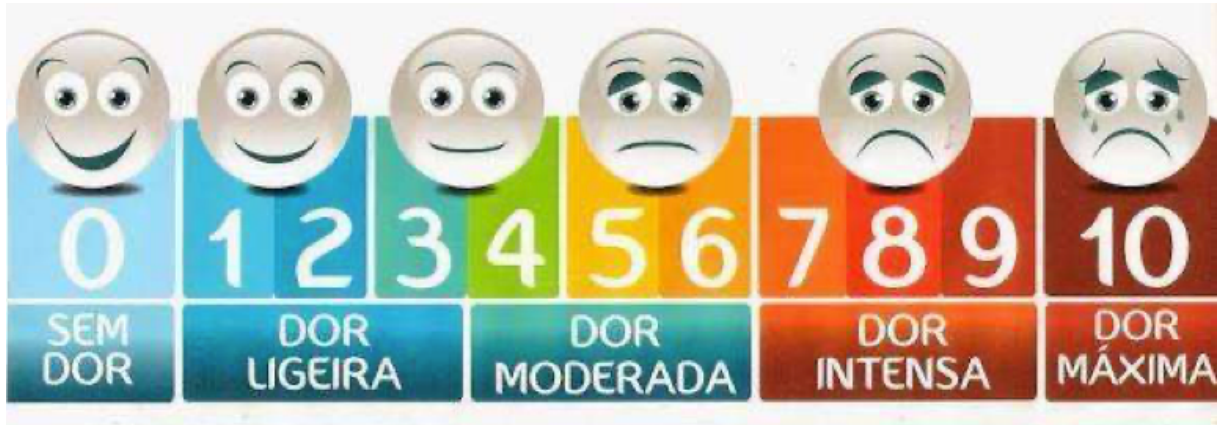 0 1 2 3 4 5 6 7 8 9 10
SEM DOR DOR DOR DOR
DOR LIGEIRA MODERADA INTENSA MÁXIMA